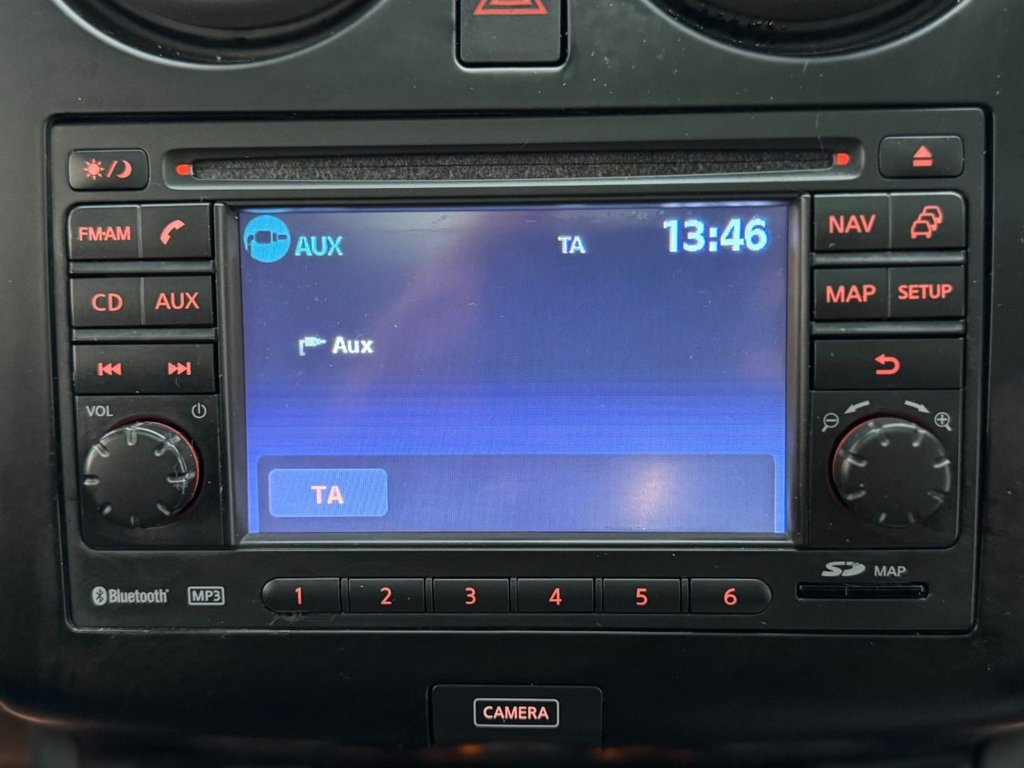 FM·AM
CD AUX
VOL
AUX TA 13:46
Aux
TA
NAV
MAP SETUP
Bluetooth® MP3
1 2 3 4 5 6
SD MAP
CAMERA